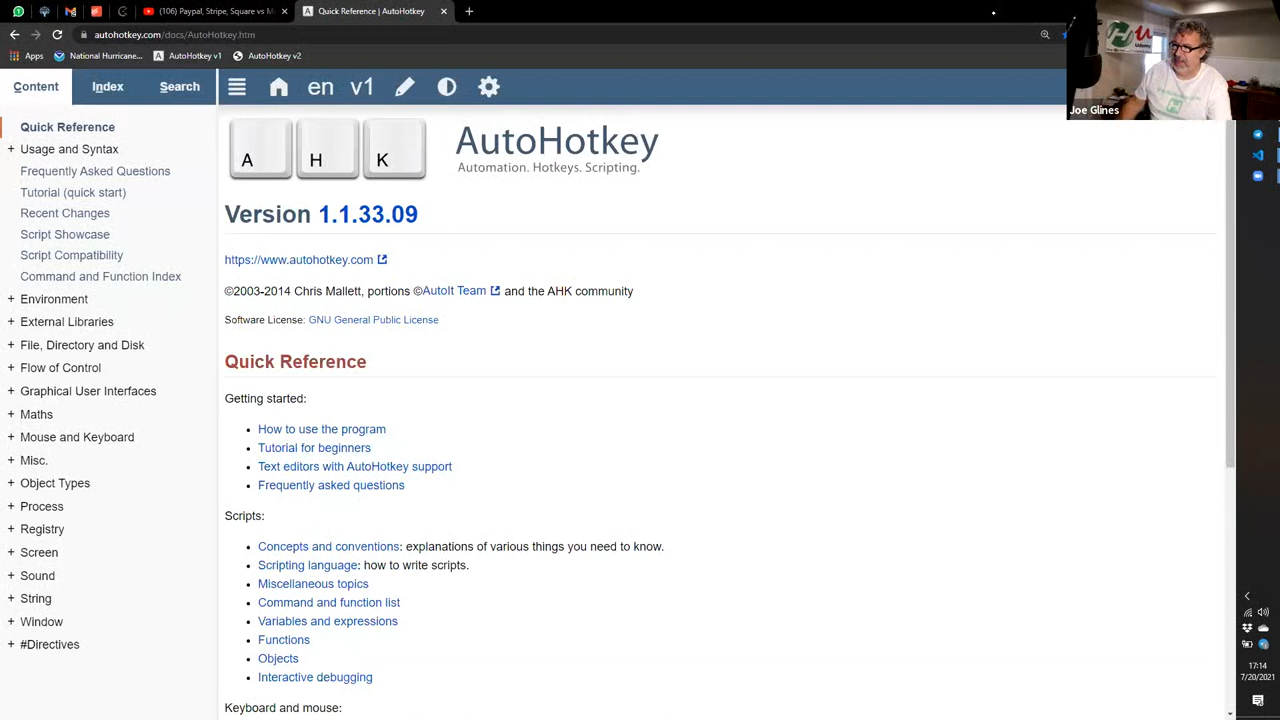 (106) Paypal, Stripe, Square vs M
Quick Reference | AutoHotkey
autohotkey.com/docs/AutoHotkey.htm
Apps
National Hurricane...
AutoHotkey v1
AutoHotkey v2
Joe Glines
Udemy
Content
Index
Search
en
v1
Quick Reference
Usage and Syntax
Frequently Asked Questions
Tutorial (quick start)
Recent Changes
Script Showcase
Script Compatibility
Command and Function Index
Environment
External Libraries
File, Directory and Disk
Flow of Control
Graphical User Interfaces
Maths
Mouse and Keyboard
Misc.
Object Types
Process
Registry
Screen
Sound
String
Window
#Directives
A H K
AutoHotkey
Automation. Hotkeys. Scripting.
Version 1.1.33.09
https://www.autohotkey.com
©2003-2014 Chris Mallett, portions ©AutoIt Team and the AHK community
Software License: GNU General Public License
Quick Reference
Getting started:
How to use the program
Tutorial for beginners
Text editors with AutoHotkey support
Frequently asked questions
Scripts:
Concepts and conventions: explanations of various things you need to know.
Scripting language: how to write scripts.
Miscellaneous topics
Command and function list
Variables and expressions
Functions
Objects
Interactive debugging
Keyboard and mouse:
17:14
7/20/2021